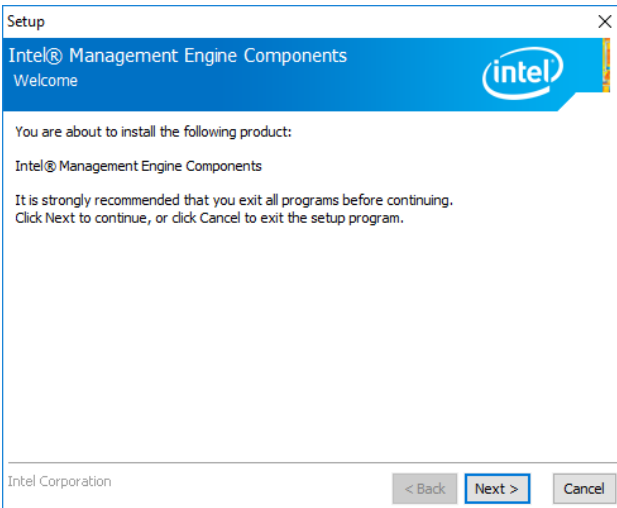 Setup
Intel® Management Engine Components
Welcome
intel
You are about to install the following product:
Intel® Management Engine Components
It is strongly recommended that you exit all programs before continuing.
Click Next to continue, or click Cancel to exit the setup program.
Intel Corporation
< Back Next > Cancel